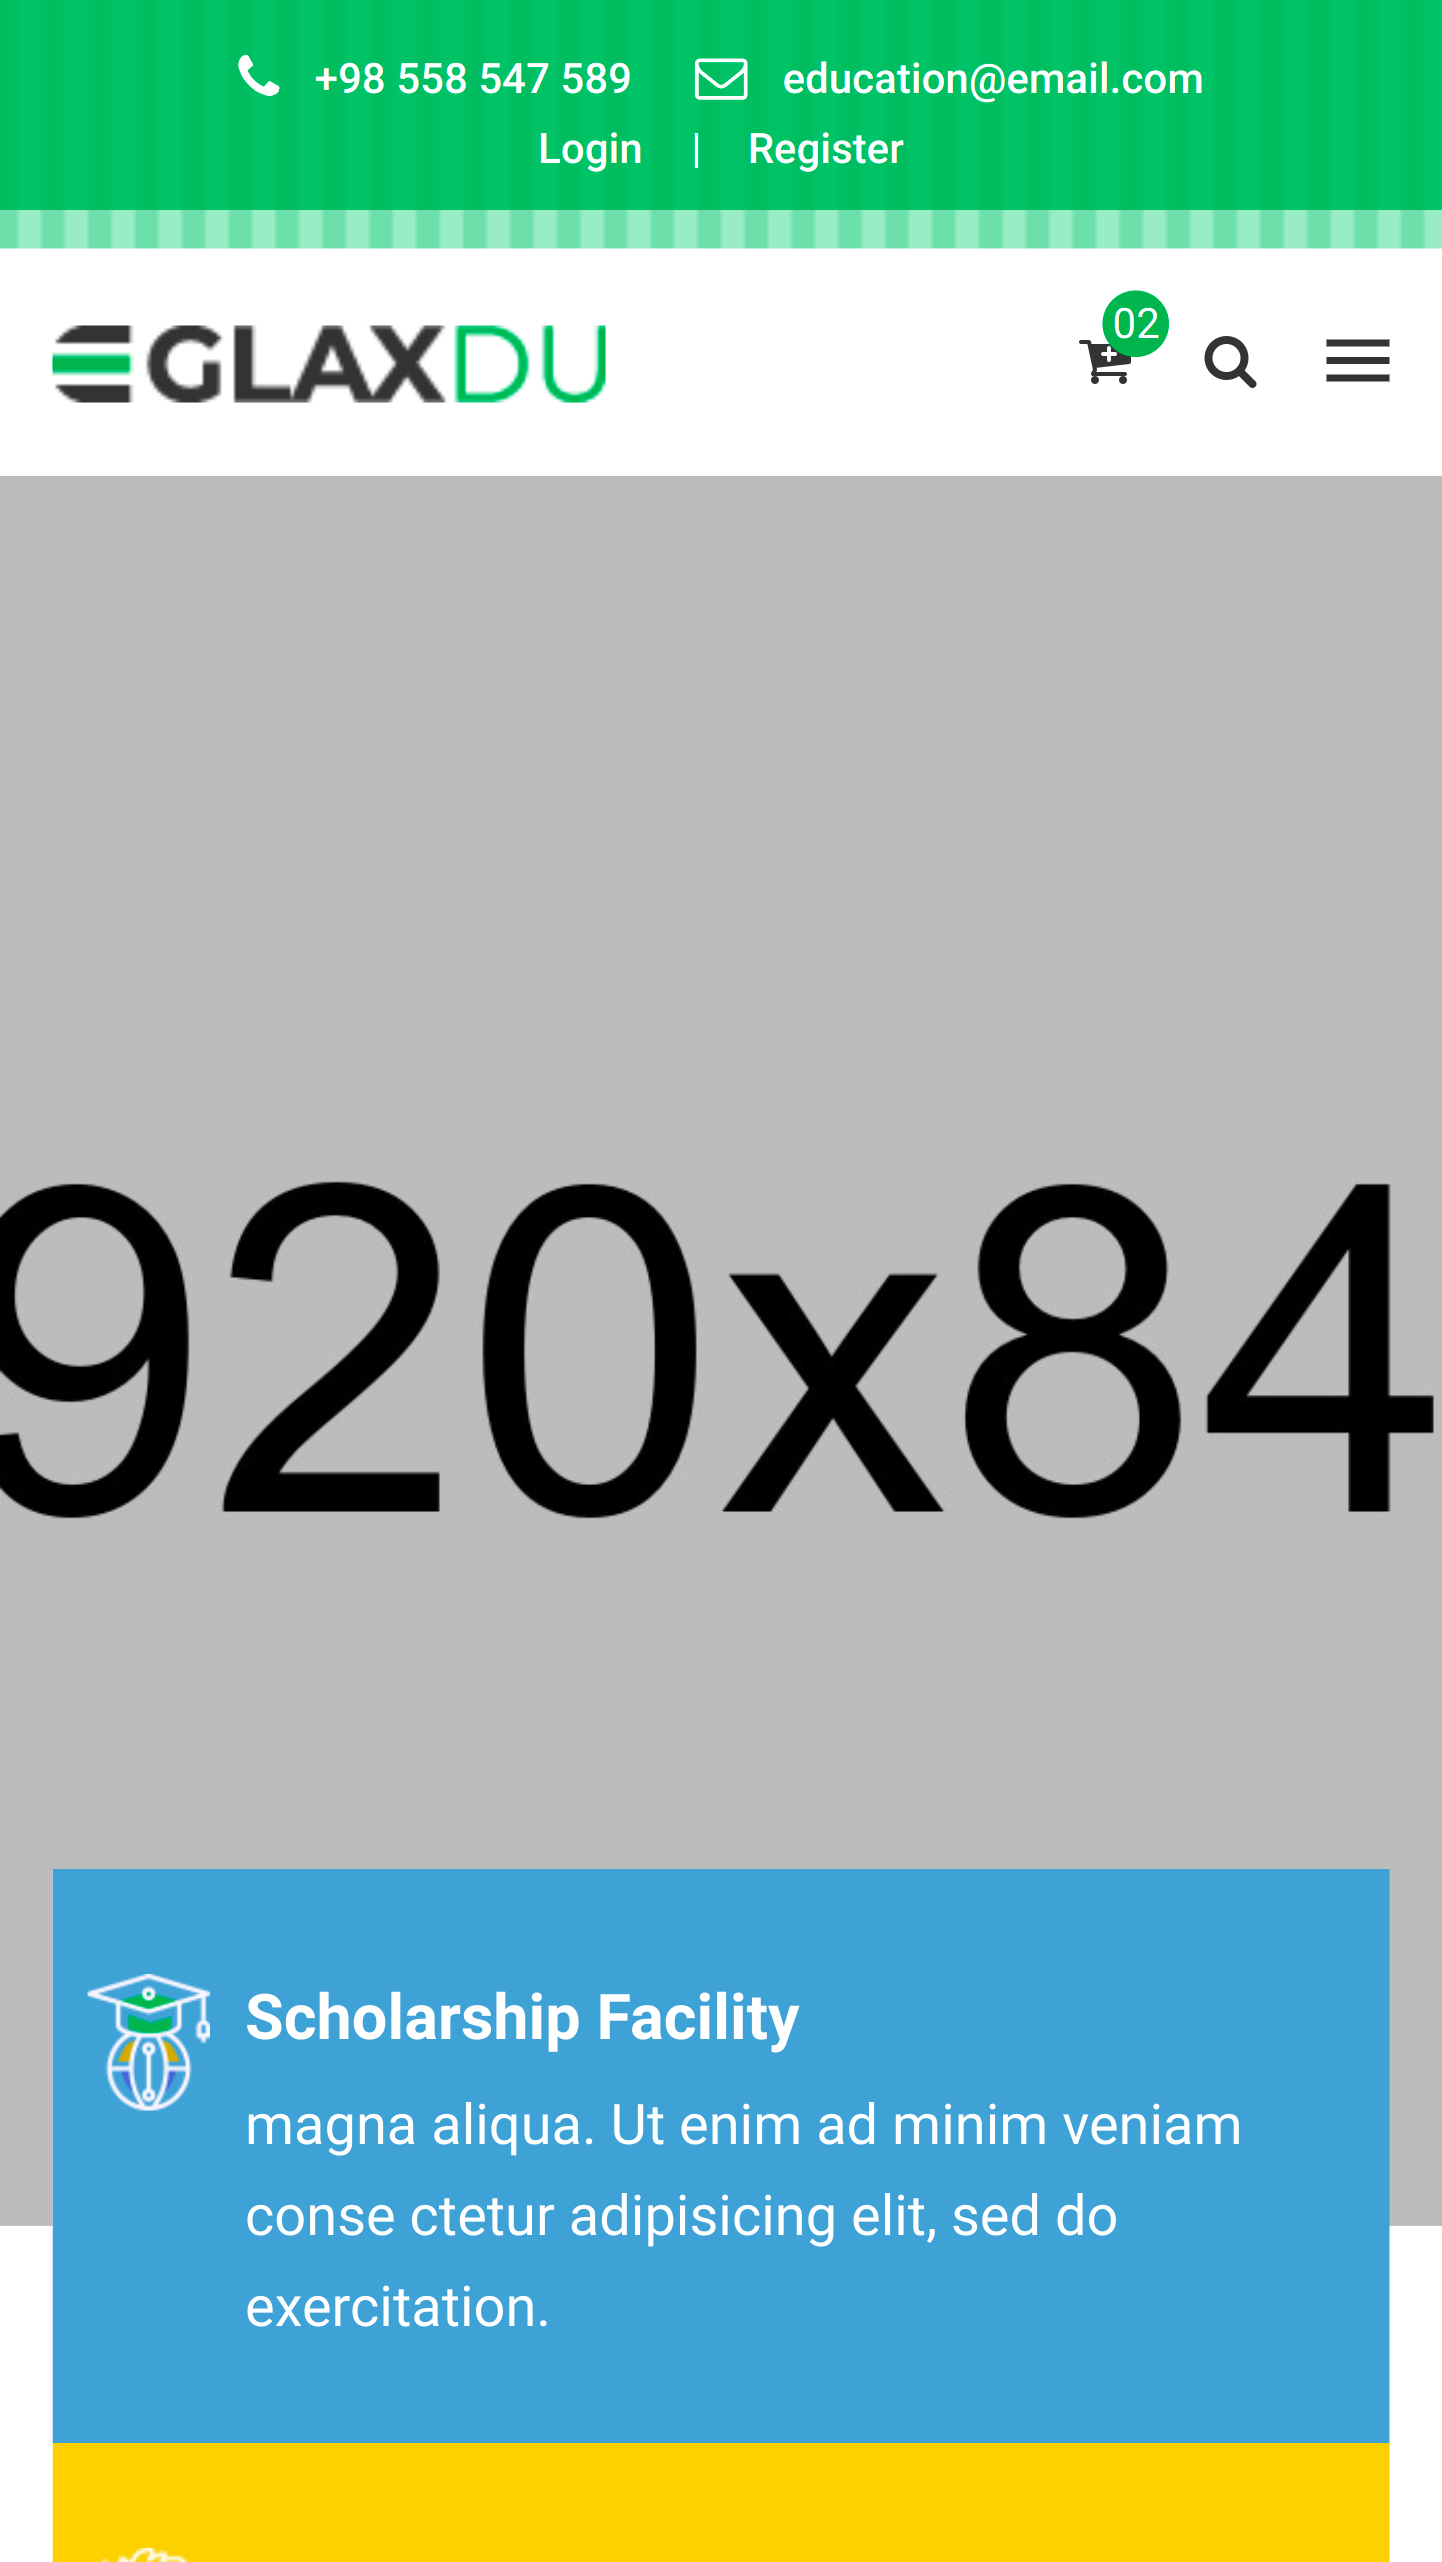 +98 558 547 589 education@email.com
Login | Register
GLAXDU
02
920x84
Scholarship Facility
magna aliqua. Ut enim ad minim veniam
conse ctetur adipisicing elit, sed do
exercitation.